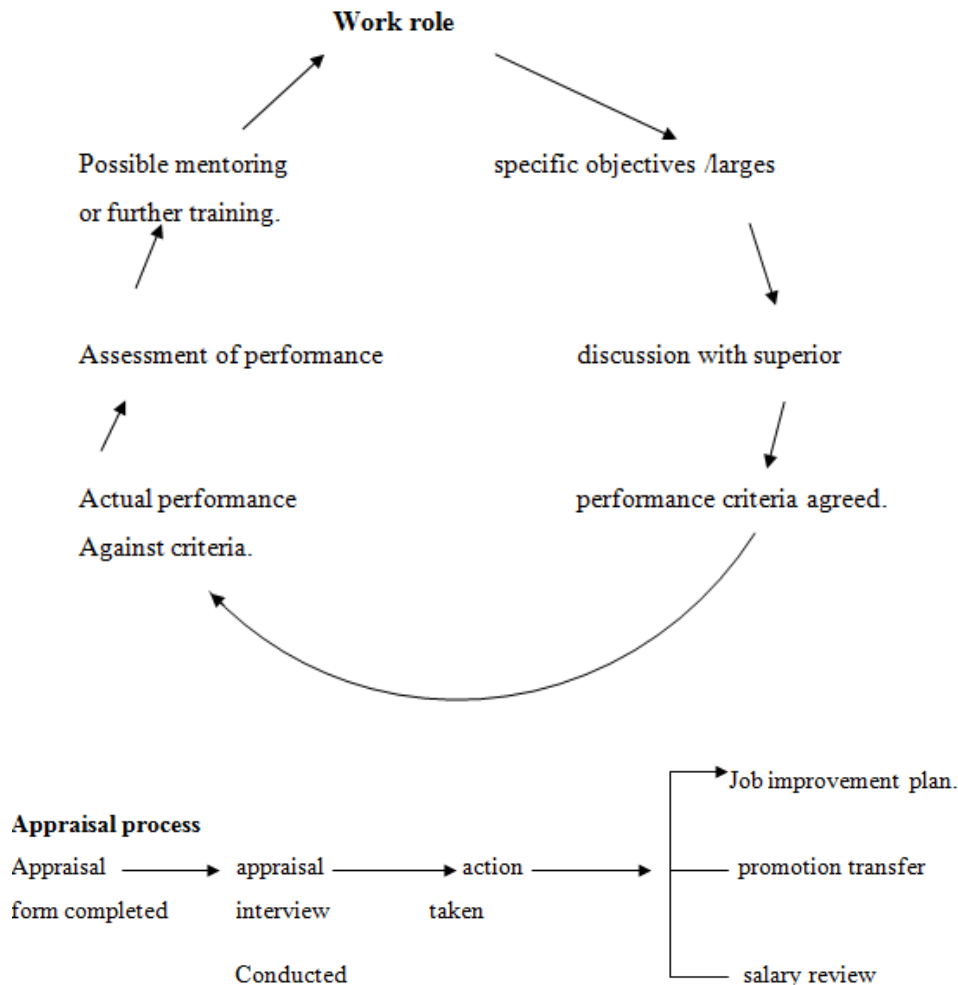 Work role
Possible mentoring
or further training.
specific objectives /larges
Assessment of performance
discussion with superior
Actual performance
Against criteria.
performance criteria agreed.
Job improvement plan.
Appraisal process
Appraisal
form completed
appraisal
interview
Conducted
action
taken
promotion transfer
salary review